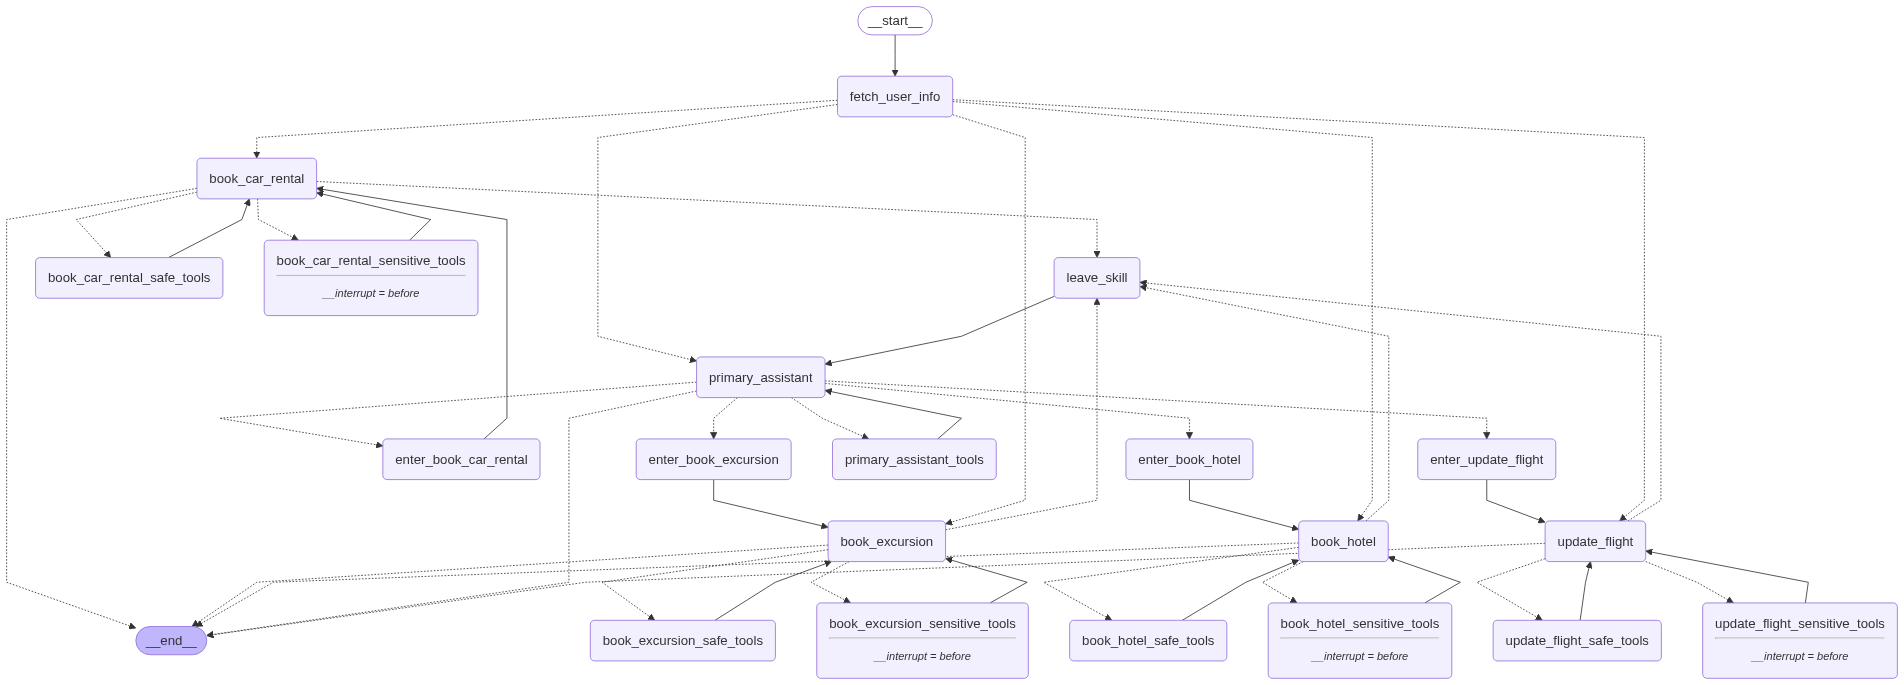 __start__
fetch_user_info
book_car_rental
book_car_rental_safe_tools
book_car_rental_sensitive_tools
__interrupt = before
leave_skill
primary_assistant
enter_book_car_rental
enter_book_excursion
primary_assistant_tools
enter_book_hotel
enter_update_flight
book_excursion
book_hotel
update_flight
__end__
book_excursion_safe_tools
book_excursion_sensitive_tools
__interrupt = before
book_hotel_safe_tools
book_hotel_sensitive_tools
__interrupt = before
update_flight_safe_tools
update_flight_sensitive_tools
__interrupt = before